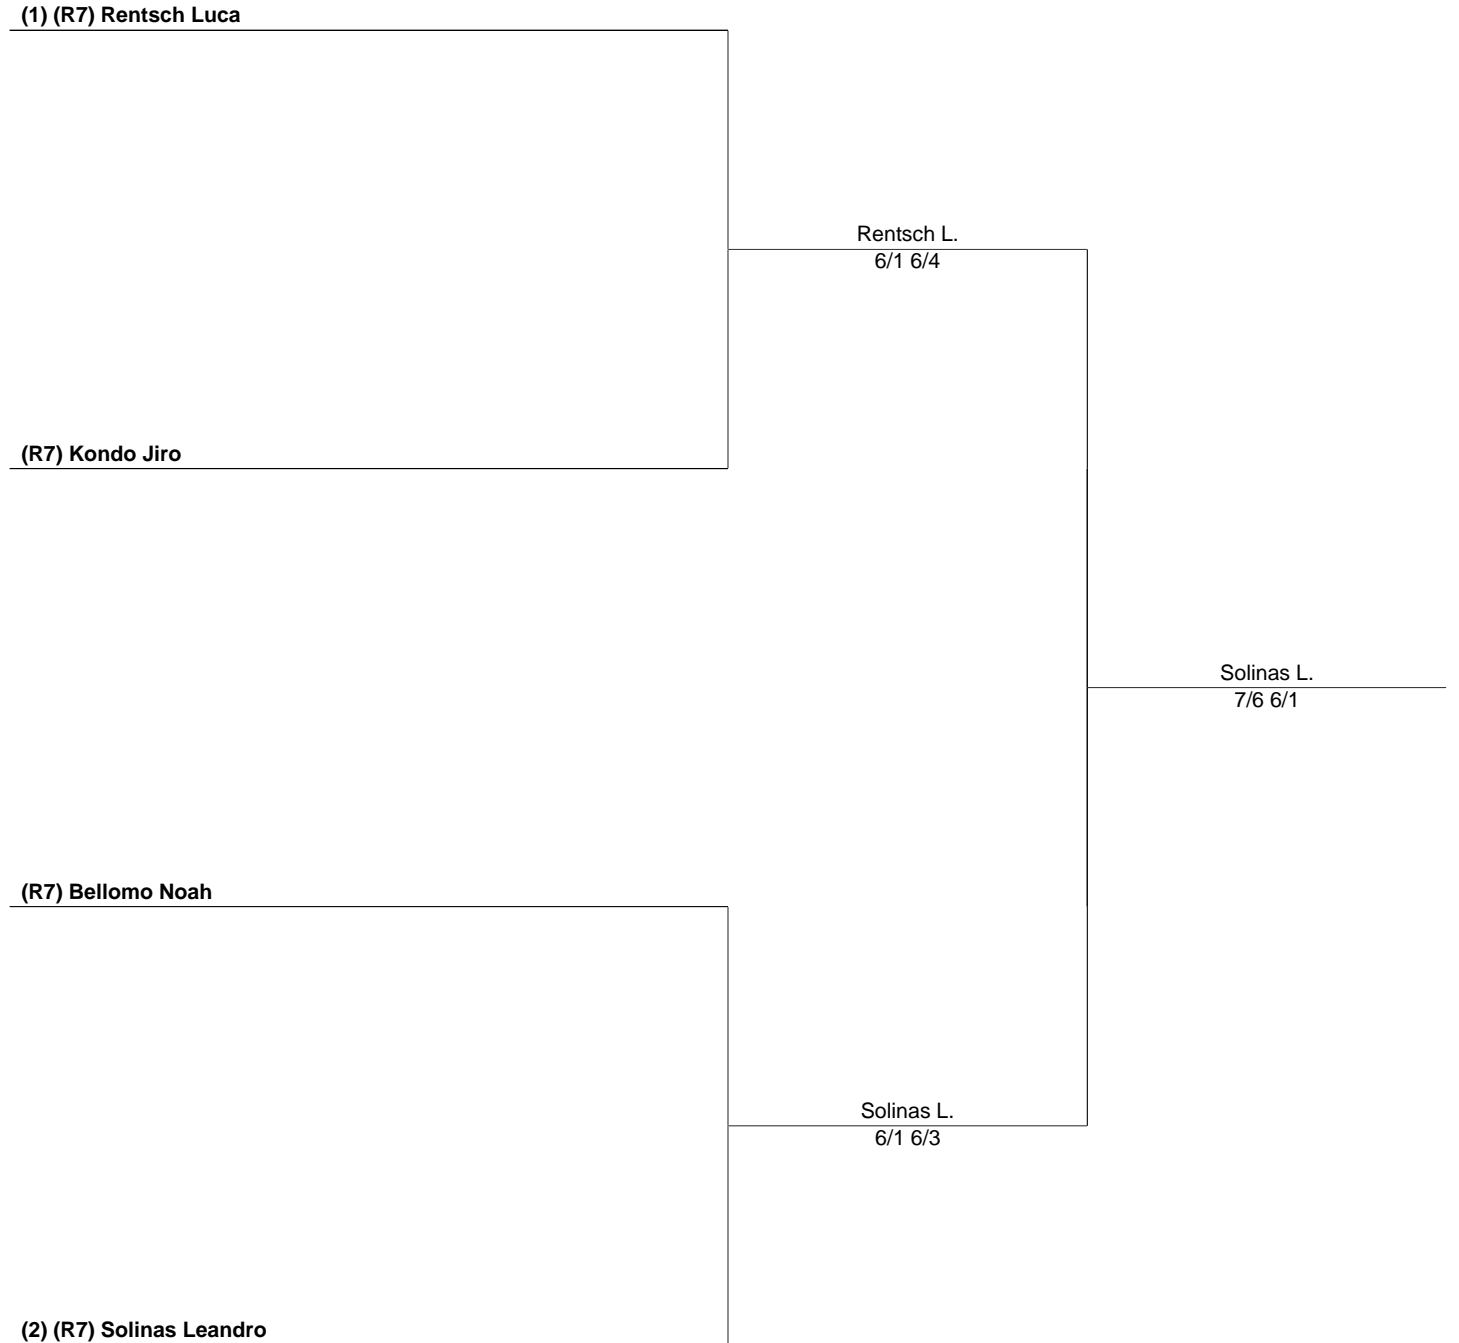 (1) (R7) Rentsch Luca
Rentsch L.
6/1 6/4
(R7) Kondo Jiro
Solinas L.
7/6 6/1
(R7) Bellomo Noah
Solinas L.
6/1 6/3
(2) (R7) Solinas Leandro